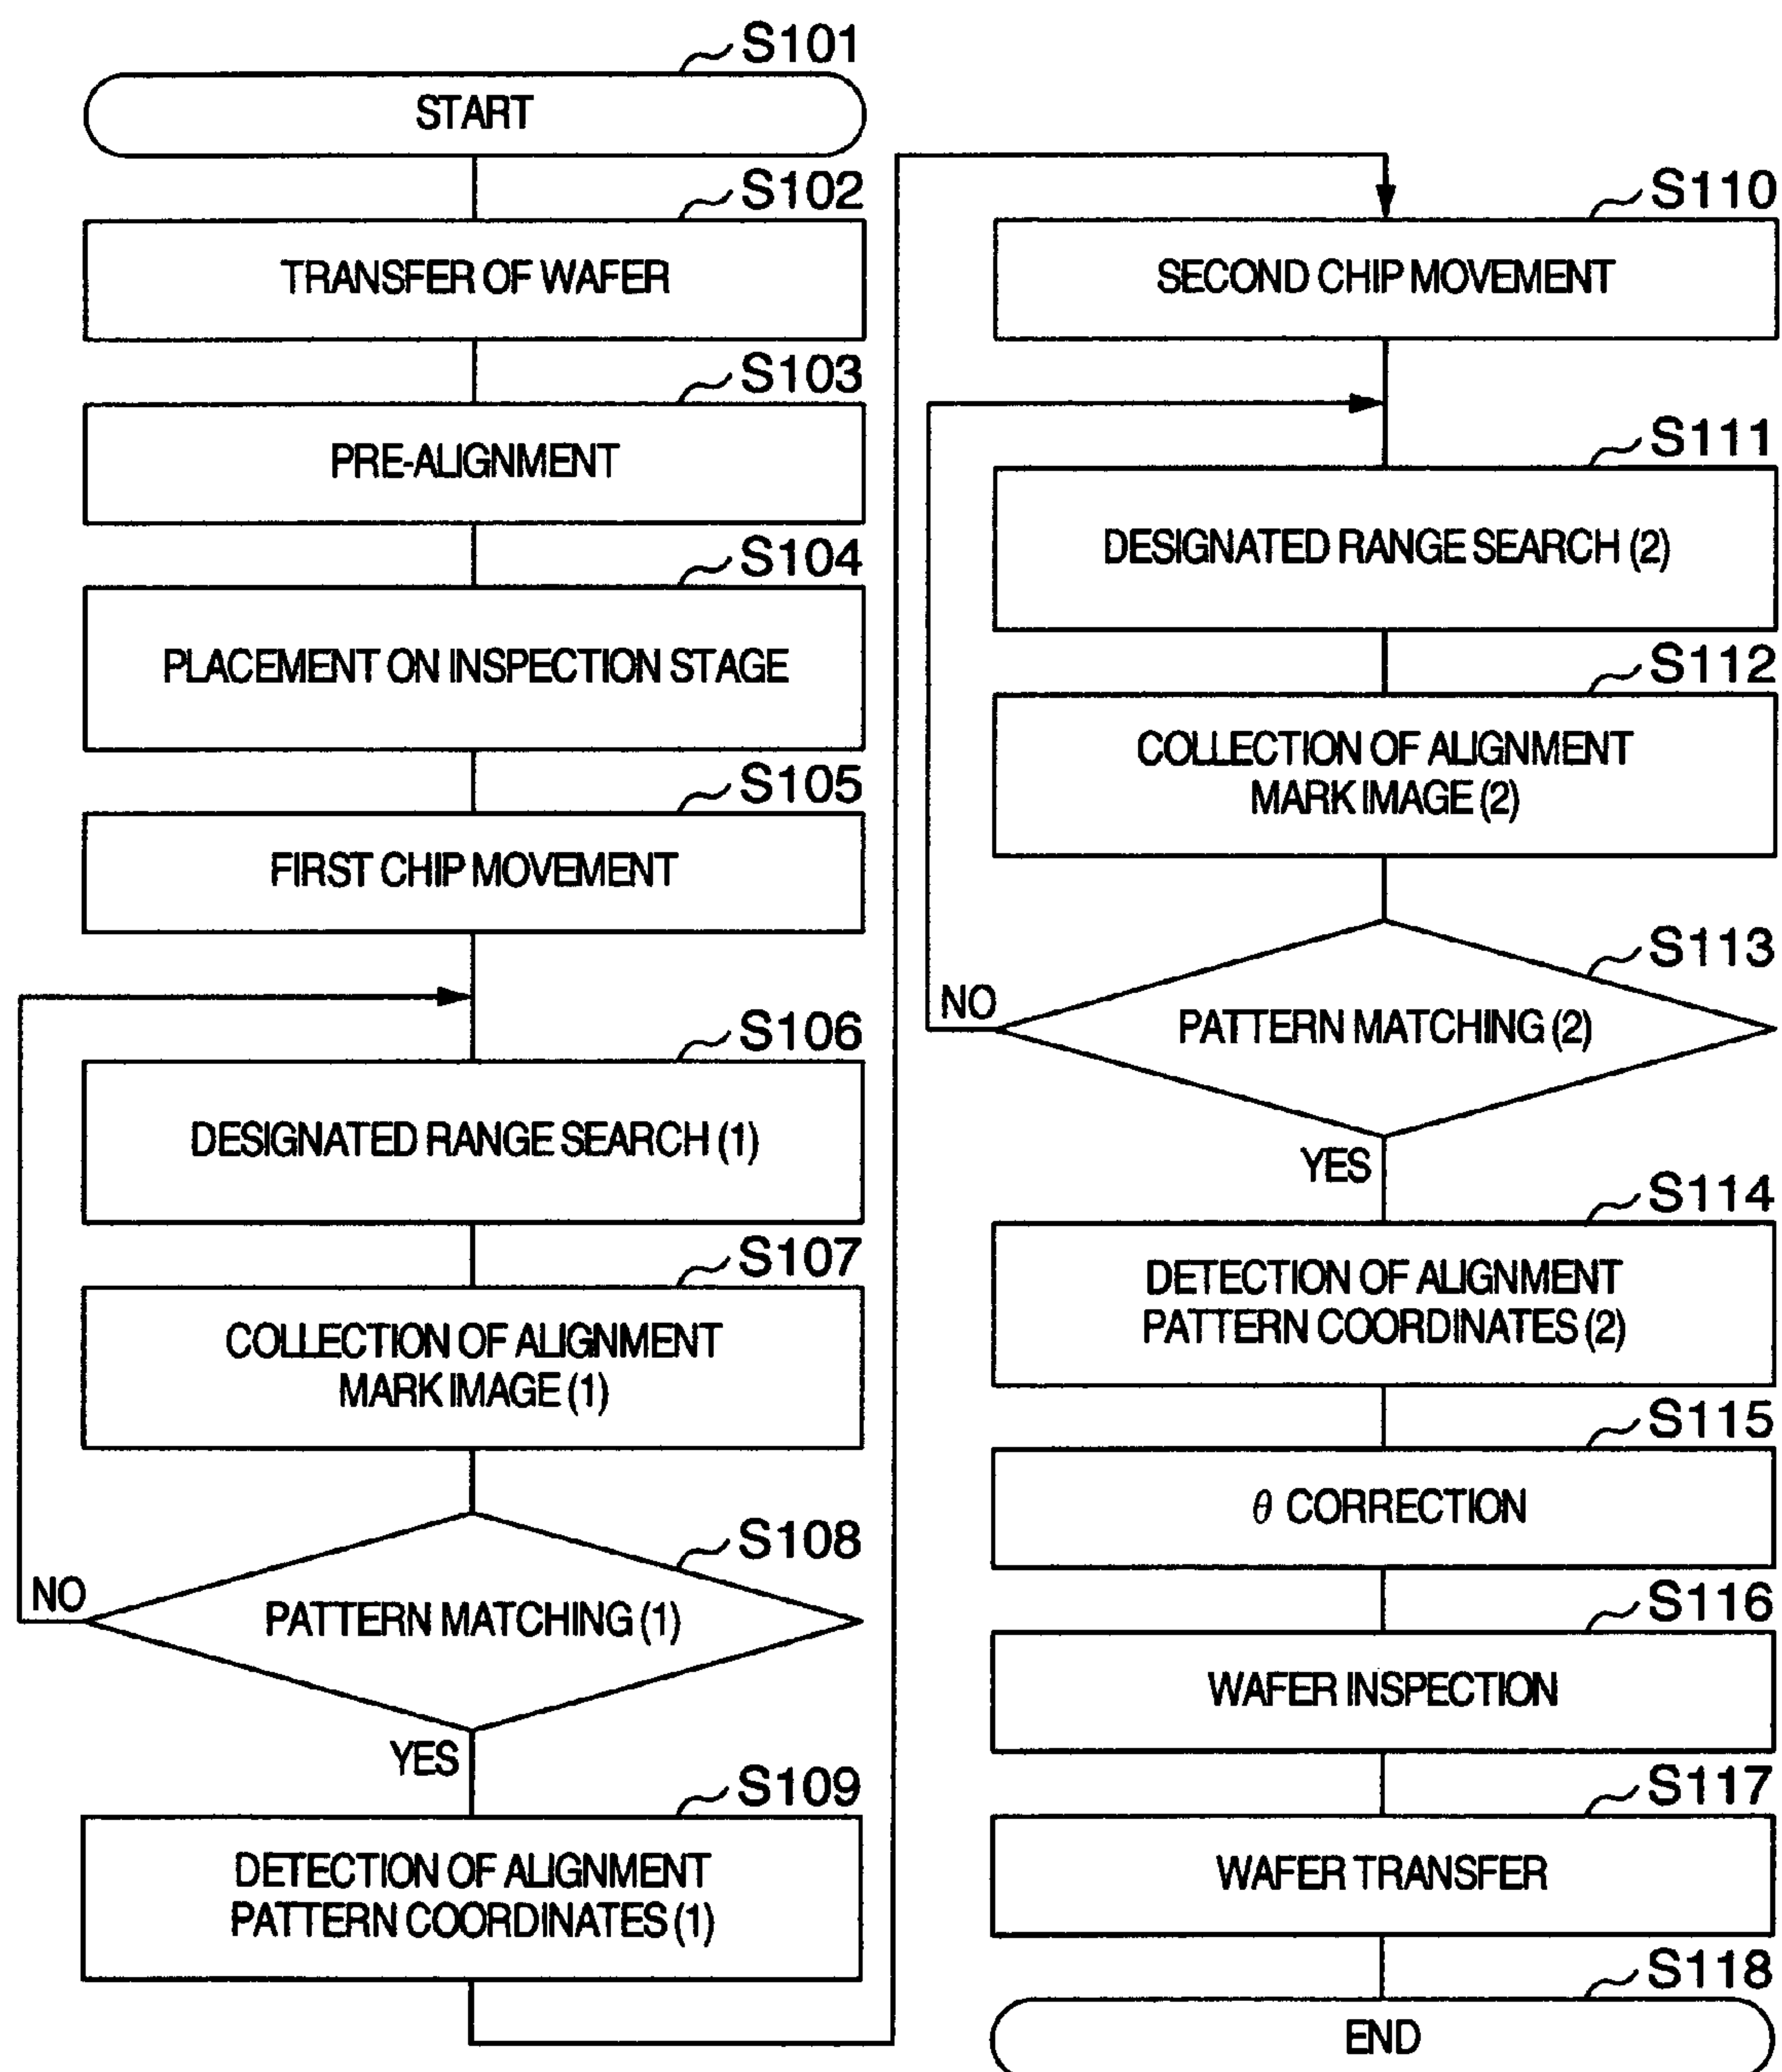 S101
START
S102
TRANSFER OF WAFER
S103
PRE-ALIGNMENT
S104
PLACEMENT ON INSPECTION STAGE
S105
FIRST CHIP MOVEMENT
S106
DESIGNATED RANGE SEARCH (1)
S107
COLLECTION OF ALIGNMENT
MARK IMAGE (1)
S108
NO
PATTERN MATCHING (1)
YES
S109
DETECTION OF ALIGNMENT
PATTERN COORDINATES (1)
S110
SECOND CHIP MOVEMENT
S111
DESIGNATED RANGE SEARCH (2)
S112
COLLECTION OF ALIGNMENT
MARK IMAGE (2)
S113
NO
PATTERN MATCHING (2)
YES
S114
DETECTION OF ALIGNMENT
PATTERN COORDINATES (2)
S115
θ CORRECTION
S116
WAFER INSPECTION
S117
WAFER TRANSFER
S118
END